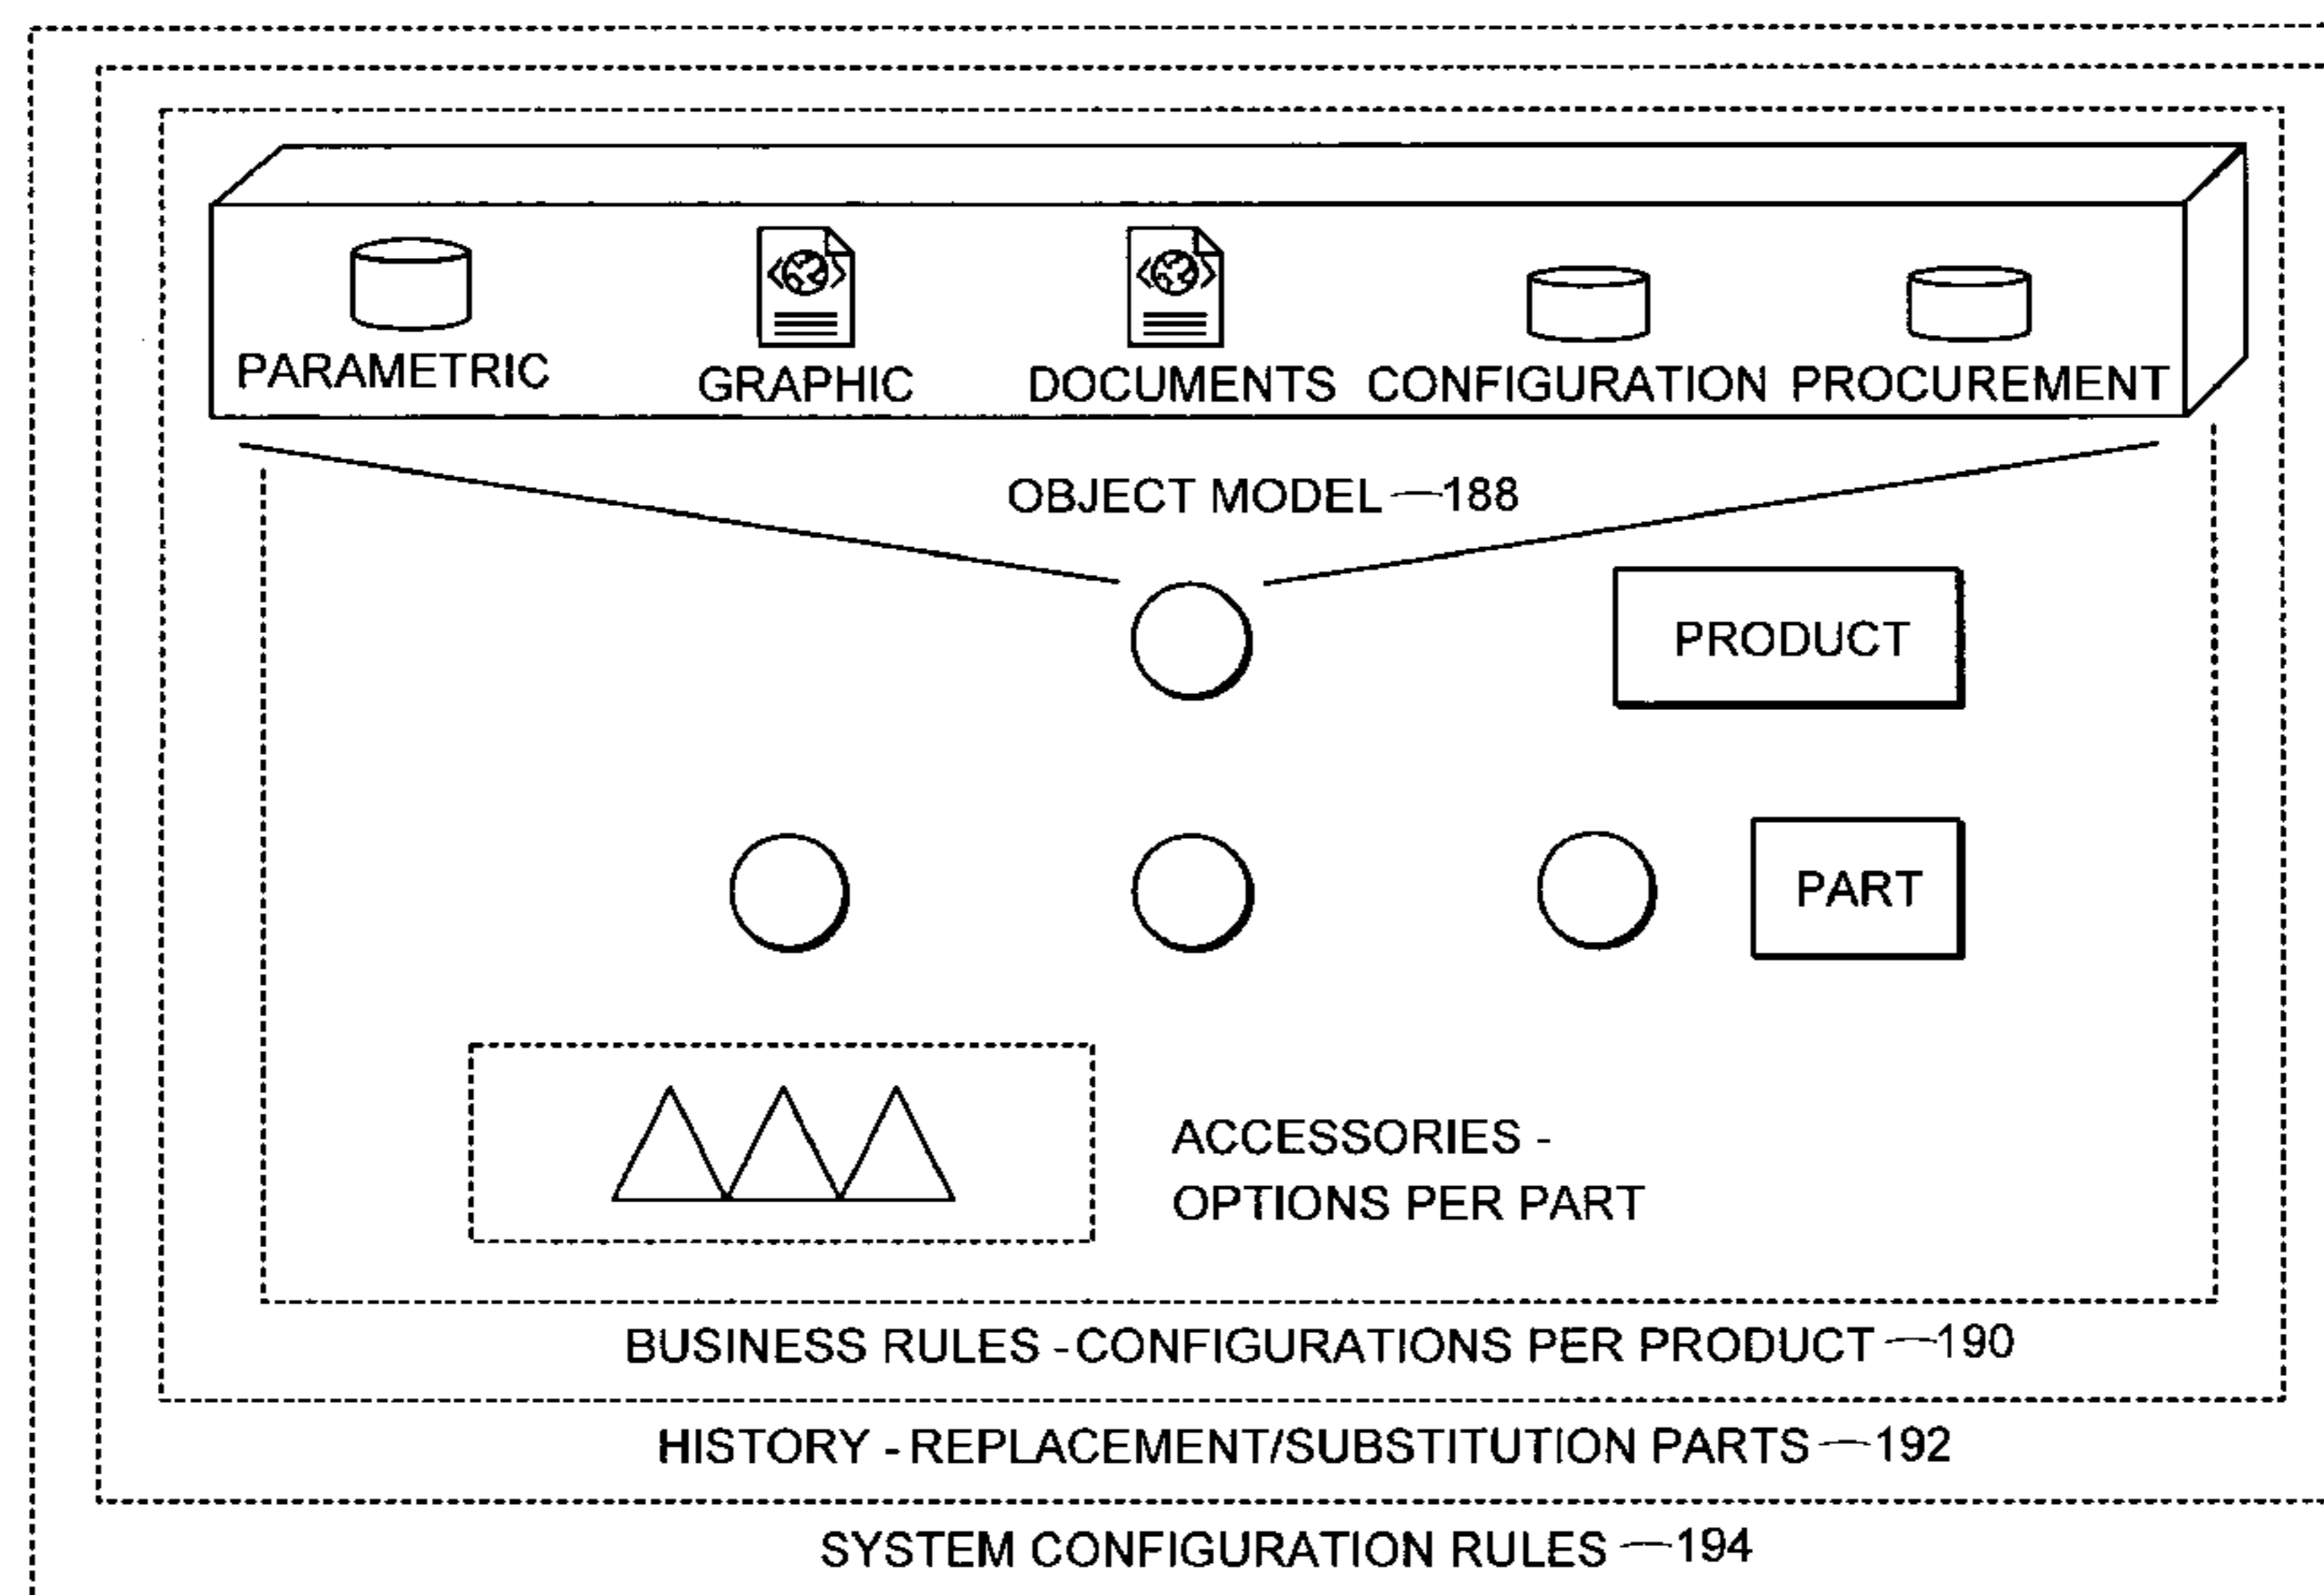 PARAMETRIC
GRAPHIC
DOCUMENTS
CONFIGURATION
PROCUREMENT
OBJECT MODEL —188
PRODUCT
PART
ACCESSORIES -
OPTIONS PER PART
BUSINESS RULES - CONFIGURATIONS PER PRODUCT —190
HISTORY - REPLACEMENT/SUBSTITUTION PARTS —192
SYSTEM CONFIGURATION RULES —194